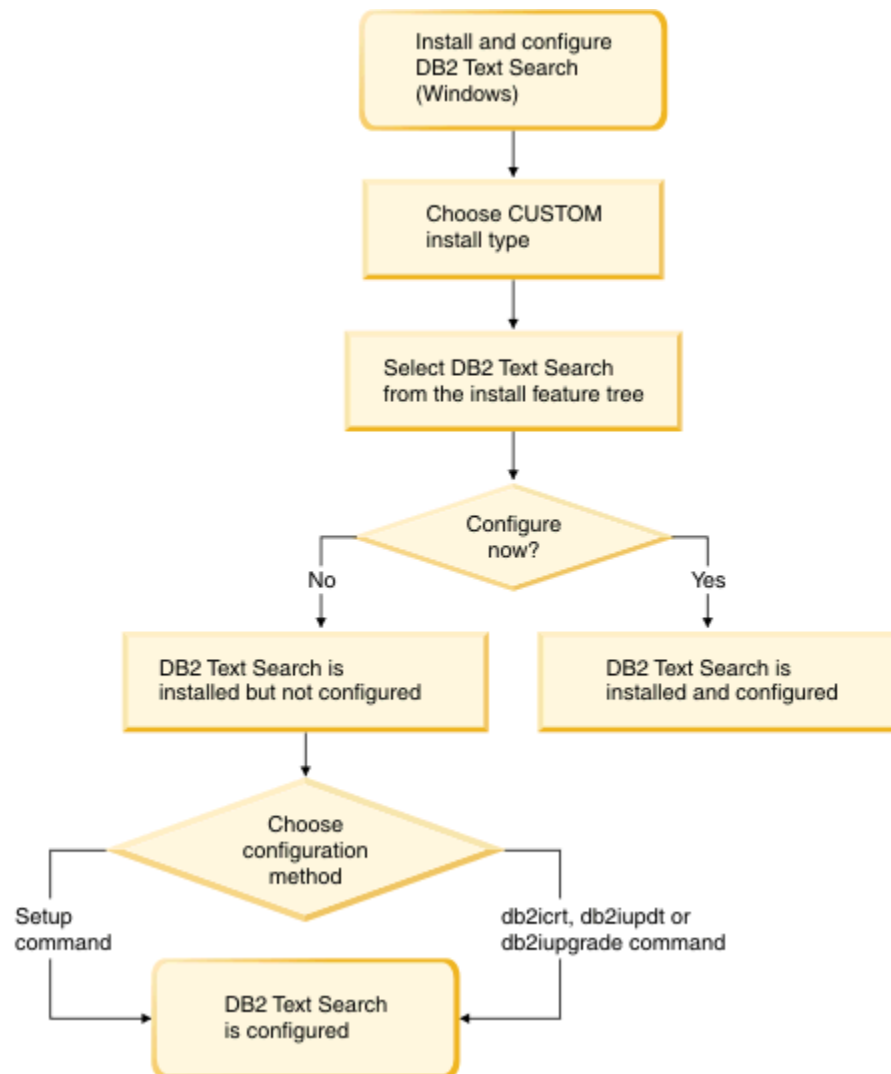 Install and configure
DB2 Text Search
(Windows)
Choose CUSTOM
install type
Select DB2 Text Search
from the install feature tree
Configure
now?
No
Yes
DB2 Text Search is
installed but not configured
DB2 Text Search is
installed and configured
Choose
configuration
method
Setup
command
db2icrt, db2iupdt or
db2iupgrade command
DB2 Text Search
is configured